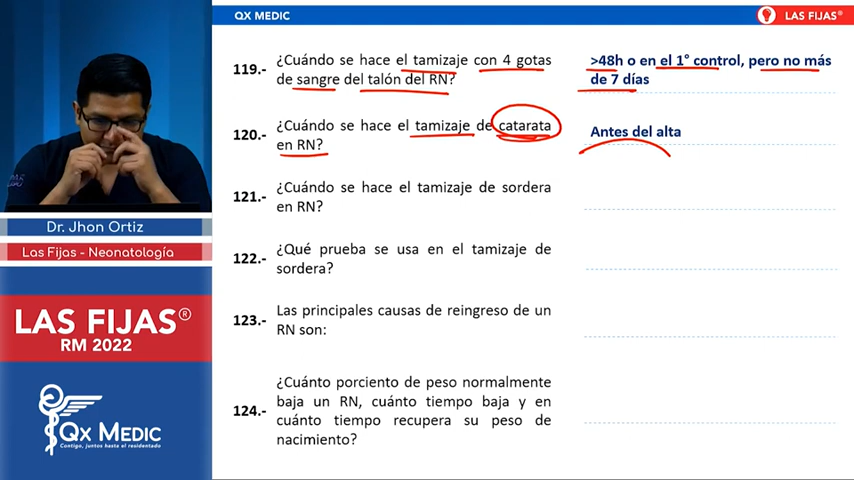 QX MEDIC
LAS FIJAS®
119.-
¿Cuándo se hace el tamizaje con 4 gotas
de sangre del talón del RN?
>48h o en el 1° control, pero no más
de 7 días
120.-
¿Cuándo se hace el tamizaje de catarata
en RN?
Antes del alta
121.-
¿Cuándo se hace el tamizaje de sordera
en RN?
122.-
¿Qué prueba se usa en el tamizaje de
sordera?
123.-
Las principales causas de reingreso de un
RN son:
124.-
¿Cuánto porciento de peso normalmente
baja un RN, cuánto tiempo baja y en
cuánto tiempo recupera su peso de
nacimiento?
Dr. Jhon Ortiz
Las Fijas - Neonatología
LAS FIJAS®
RM 2022
QX MEDIC
Contigo, juntos hasta el residentado